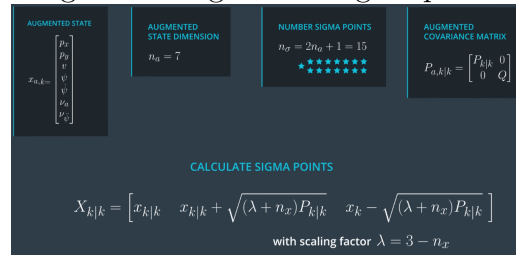 AUGMENTED STATE
x_{a,k}= [p_x p_y v ψ ψ̇ ν_a ν_ψ̈]
AUGMENTED
STATE DIMENSION
n_a = 7
NUMBER SIGMA POINTS
n_σ = 2n_a + 1 = 15
AUGMENTED
COVARIANCE MATRIX
P_{a,k|k} = [P_{k|k} 0
0 Q]
CALCULATE SIGMA POINTS
X_{k|k} = [x_{k|k} x_{k|k} + √((λ + n_x)P_{k|k}) x_k − √((λ + n_x)P_{k|k})]
with scaling factor λ = 3 − n_x